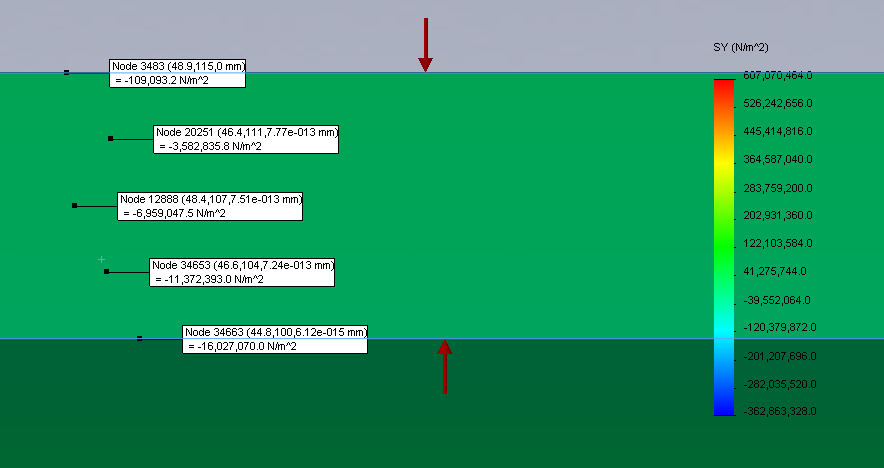 SY (N/m^2)
Node 3483 (48.9,115,0 mm)
= -109,093.2 N/m^2
607,070,464.0
526,242,656.0
Node 20251 (46.4,111,7.77e-013 mm)
= -3,582,835.8 N/m^2
445,414,816.0
364,587,040.0
283,759,200.0
Node 12888 (48.4,107,7.51e-013 mm)
= -6,959,047.5 N/m^2
202,931,360.0
122,103,584.0
Node 34653 (46.6,104,7.24e-013 mm)
= -11,372,393.0 N/m^2
41,275,744.0
-39,552,064.0
-120,379,872.0
Node 34663 (44.8,100,6.12e-015 mm)
= -16,027,070.0 N/m^2
-201,207,696.0
-282,035,520.0
-362,863,328.0